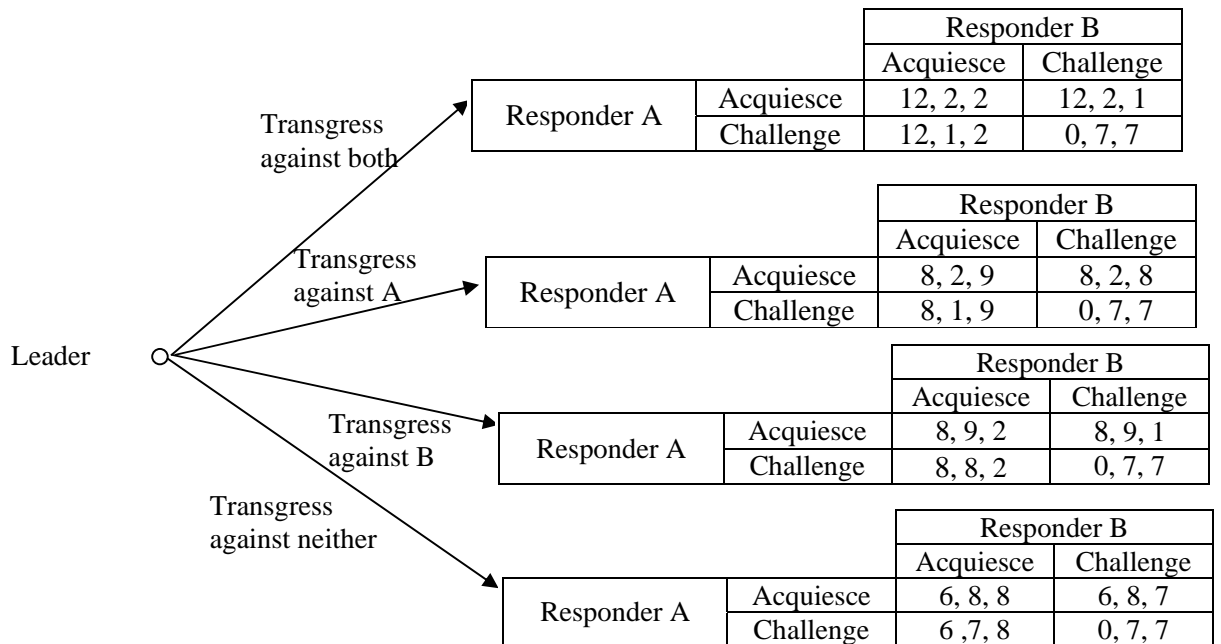 Responder B
Acquiesce Challenge
Transgress
against both
Responder A
Acquiesce 12, 2, 2 12, 2, 1
Challenge 12, 1, 2 0, 7, 7
Responder B
Acquiesce Challenge
Transgress
against A
Responder A
Acquiesce 8, 2, 9 8, 2, 8
Challenge 8, 1, 9 0, 7, 7
Leader
Responder B
Acquiesce Challenge
Transgress
against B
Responder A
Acquiesce 8, 9, 2 8, 9, 1
Challenge 8, 8, 2 0, 7, 7
Transgress
against neither
Responder B
Acquiesce Challenge
Responder A
Acquiesce 6, 8, 8 6, 8, 7
Challenge 6 ,7, 8 0, 7, 7